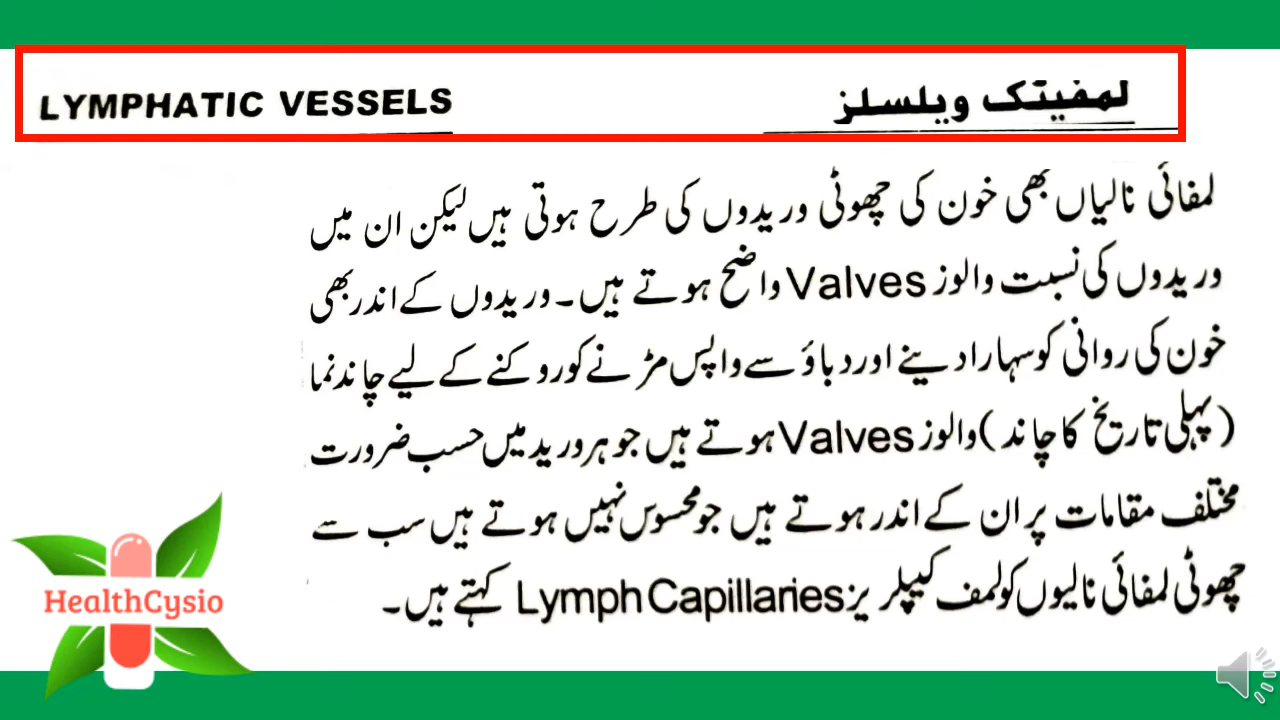 LYMPHATIC VESSELS لمفیتک ویلسلز
لمفائی نالیاں بھی خون کی چھوٹی وریدوں کی طرح ہوتی ہیں لیکن ان میں
وریدوں کی نسبت والوز Valves واضح ہوتے ہیں۔ وریدوں کے اندر بھی
خون کی روانی کو سہارا دینے اور دباؤ سے واپس مڑنے کو روکنے کے لیے چاند نما
(پہلی تاریخ کا چاند) والوز Valves ہوتے ہیں جو ہر ورید میں حسب ضرورت
مختلف مقامات پر ان کے اندر ہوتے ہیں جو محسوس نہیں ہوتے ہیں سب سے
چھوٹی لمفائی نالیوں کو لمف کیپلریز Lymph Capillaries کہتے ہیں۔
HealthCysio